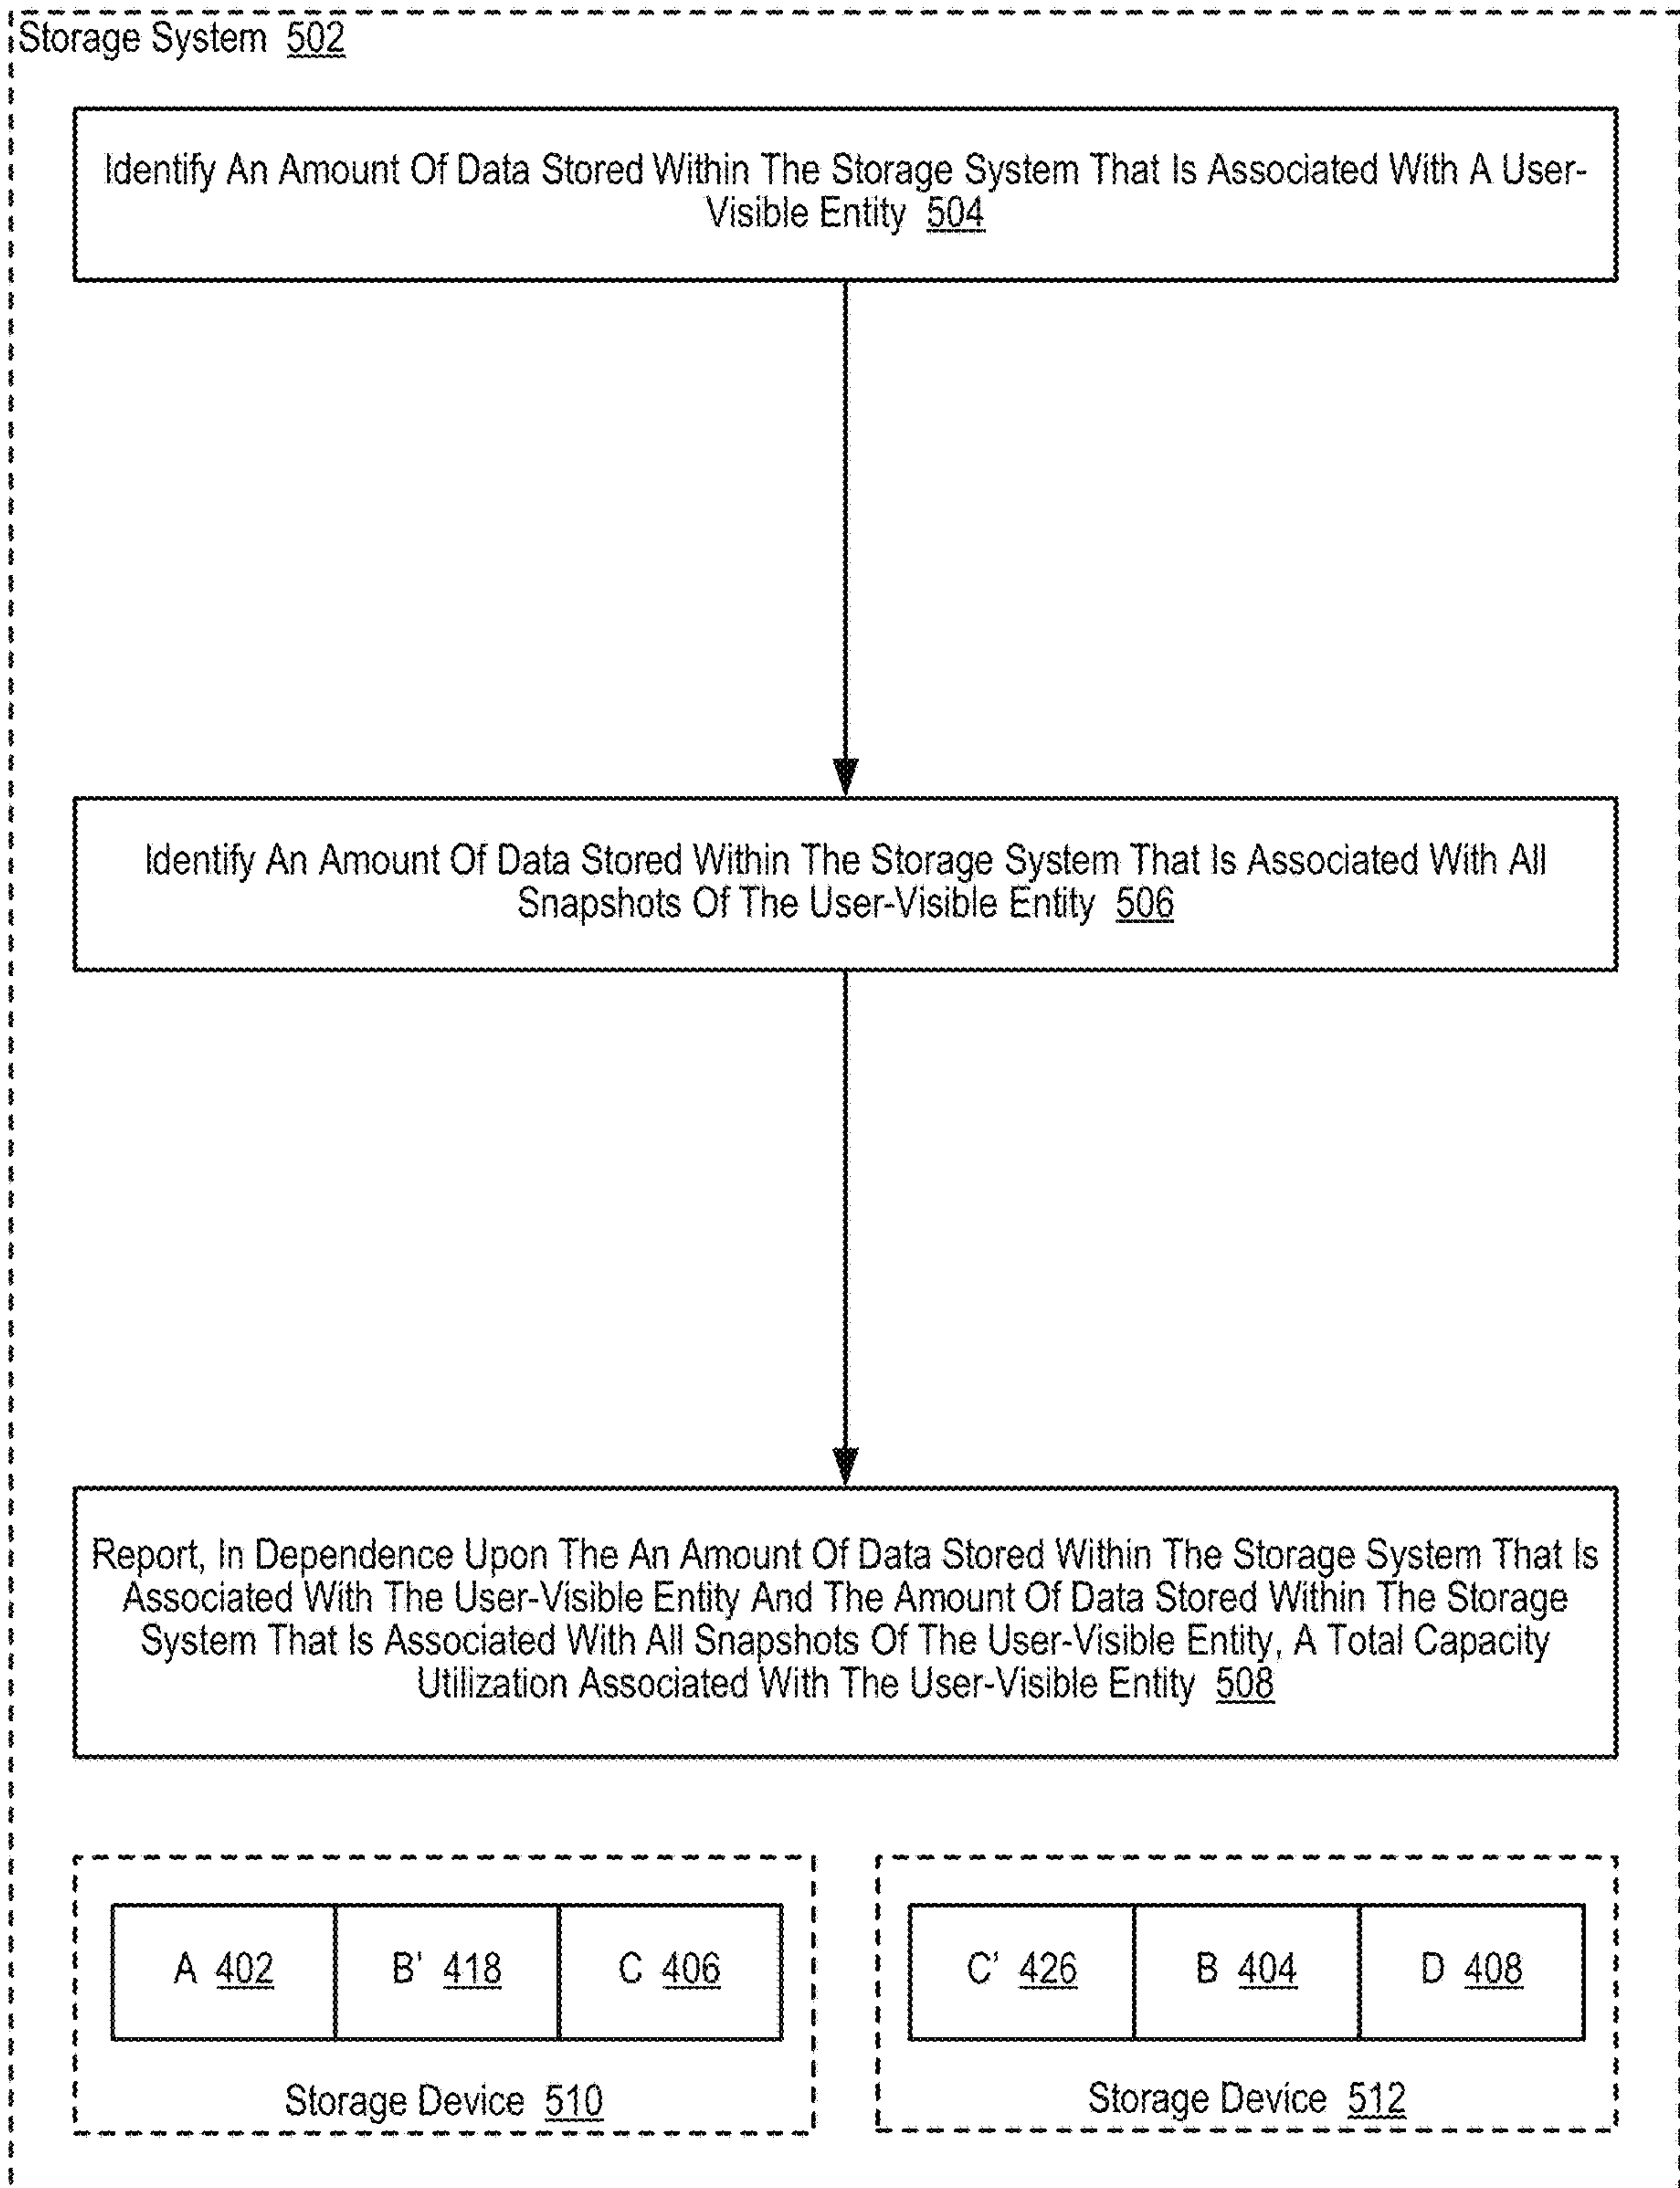 Storage System 502
Identify An Amount Of Data Stored Within The Storage System That Is Associated With A User-
Visible Entity 504
Identify An Amount Of Data Stored Within The Storage System That Is Associated With All
Snapshots Of The User-Visible Entity 506
Report, In Dependence Upon The An Amount Of Data Stored Within The Storage System That Is
Associated With The User-Visible Entity And The Amount Of Data Stored Within The Storage
System That Is Associated With All Snapshots Of The User-Visible Entity, A Total Capacity
Utilization Associated With The User-Visible Entity 508
A 402 B' 418 C 406 C' 426 B 404 D 408
Storage Device 510 Storage Device 512